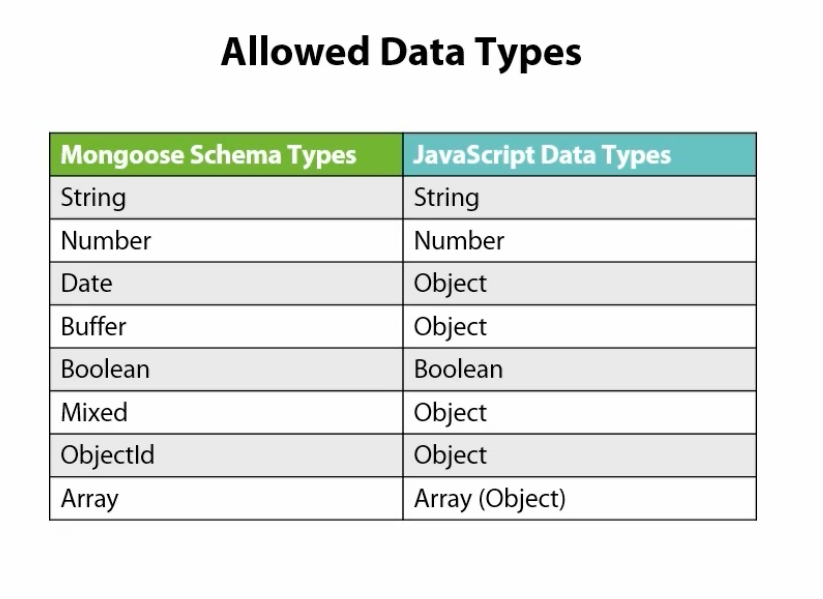 Allowed Data Types
Mongoose Schema Types JavaScript Data Types
String String
Number Number
Date Object
Buffer Object
Boolean Boolean
Mixed Object
ObjectId Object
Array Array (Object)